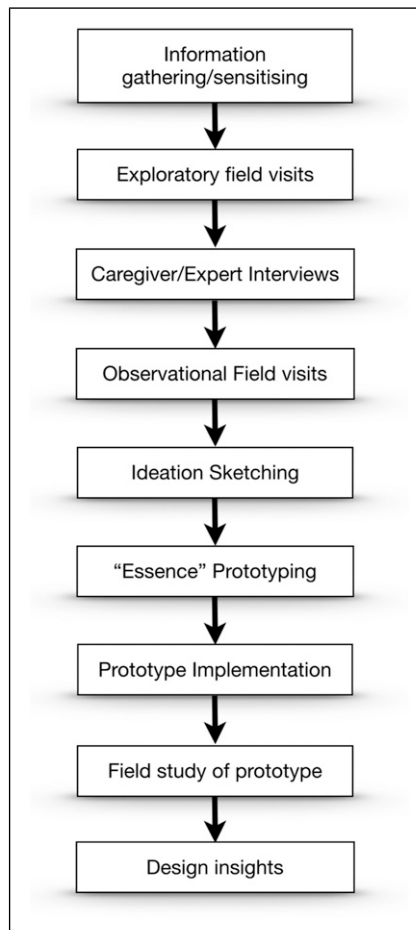 Information
gathering/sensitising
Exploratory field visits
Caregiver/Expert Interviews
Observational Field visits
Ideation Sketching
“Essence” Prototyping
Prototype Implementation
Field study of prototype
Design insights